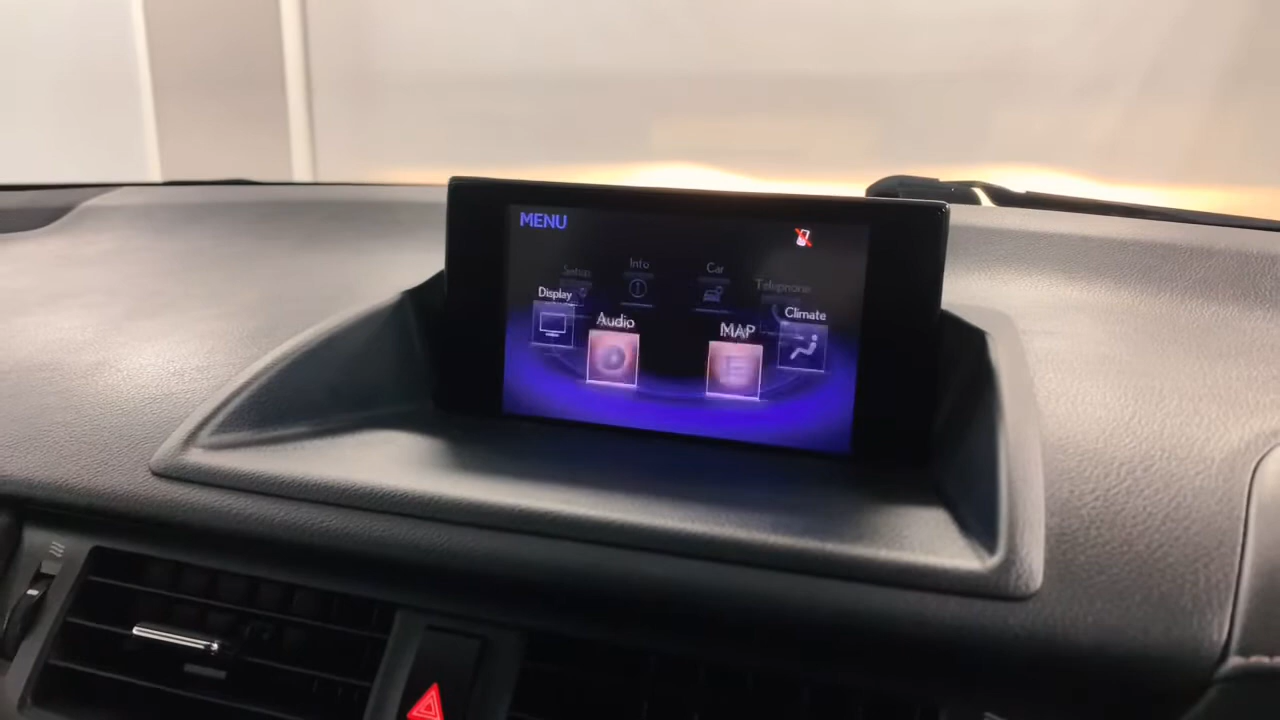 MENU
Setup
Info
Car
Telephone
Display
Audio
MAP
Climate